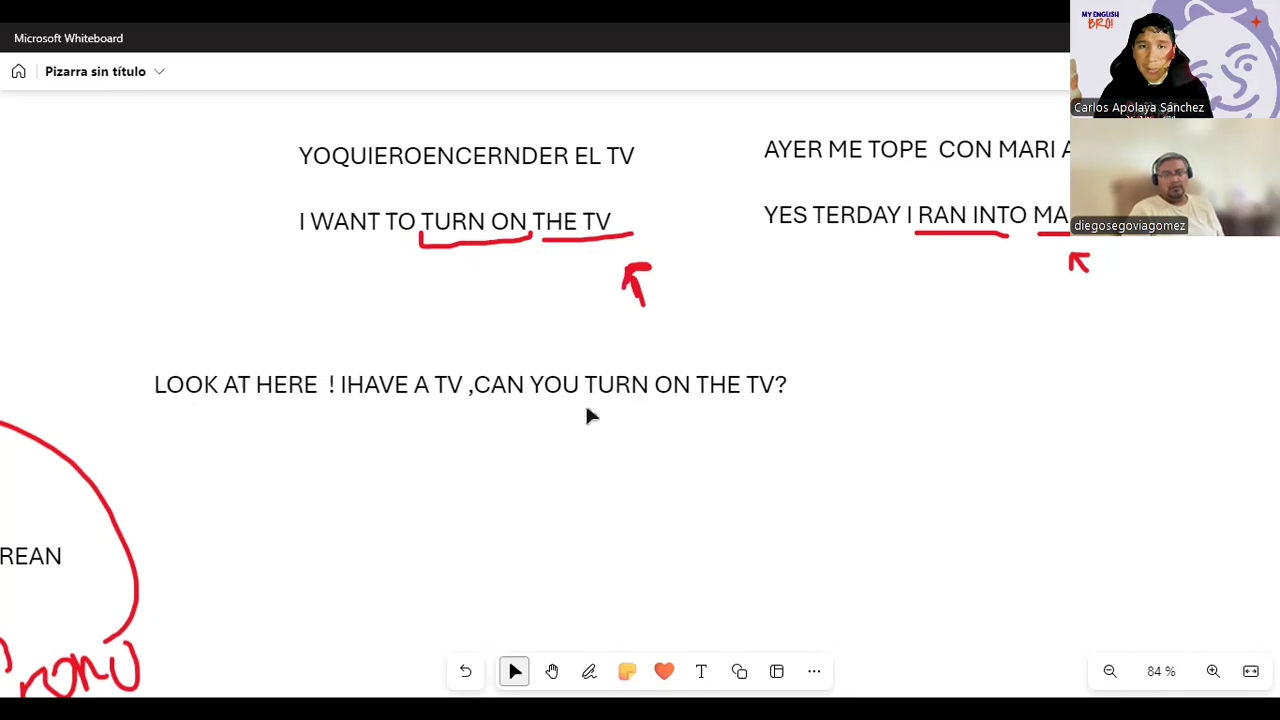 Microsoft Whiteboard
Pizarra sin título
MY ENGLISH
BRO!
Carlos Apolaya Sánchez
diegosegoviagomez
YOQUIEROENCERNDER EL TV
AYER ME TOPE CON MARI A
I WANT TO TURN ON THE TV
YES TERDAY I RAN INTO MA
LOOK AT HERE ! IHAVE A TV ,CAN YOU TURN ON THE TV?
REAN
84 %